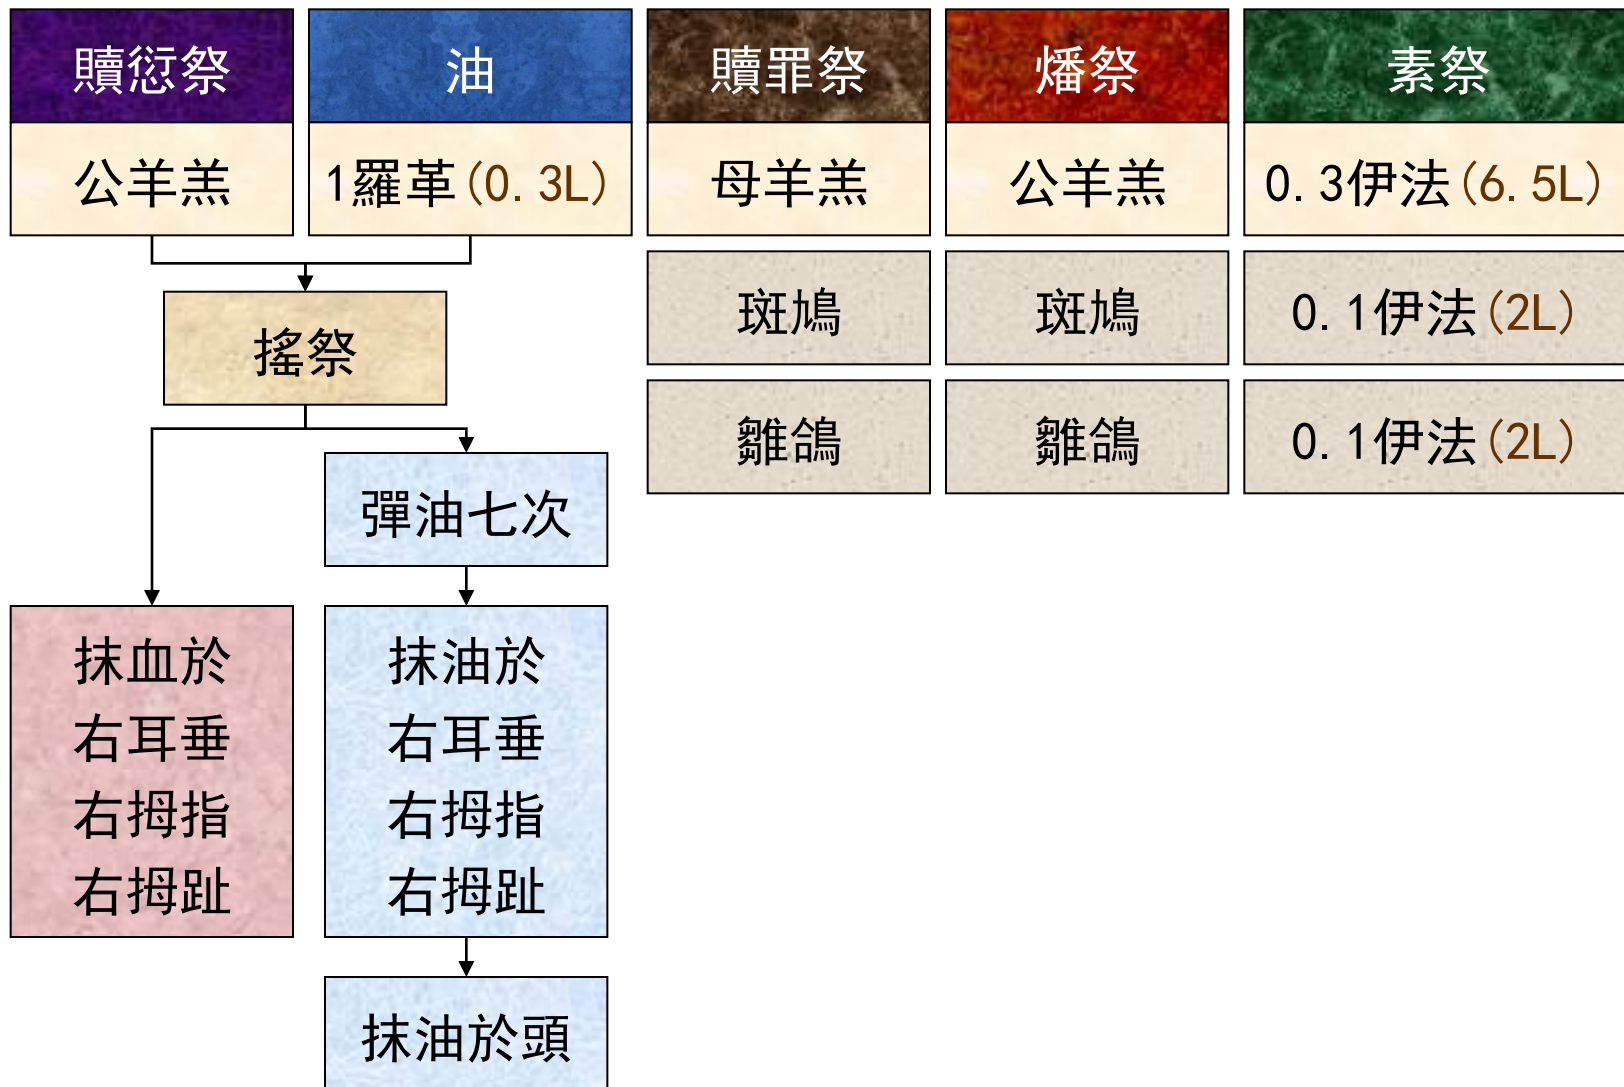 贖愆祭
油
贖罪祭
燔祭
素祭
公羊羔
1羅革(0.3L)
母羊羔
公羊羔
0.3伊法(6.5L)
斑鳩
斑鳩
0.1伊法(2L)
搖祭
雛鴿
雛鴿
0.1伊法(2L)
彈油七次
抹血於
右耳垂
右拇指
右拇趾
抹油於
右耳垂
右拇指
右拇趾
抹油於頭